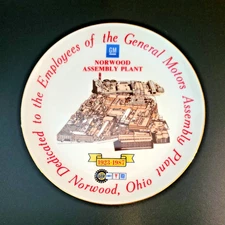 Dedicated to the Employees of the General Motors Assembly Plant
Norwood, Ohio
GM
NORWOOD
ASSEMBLY PLANT
1923-1987